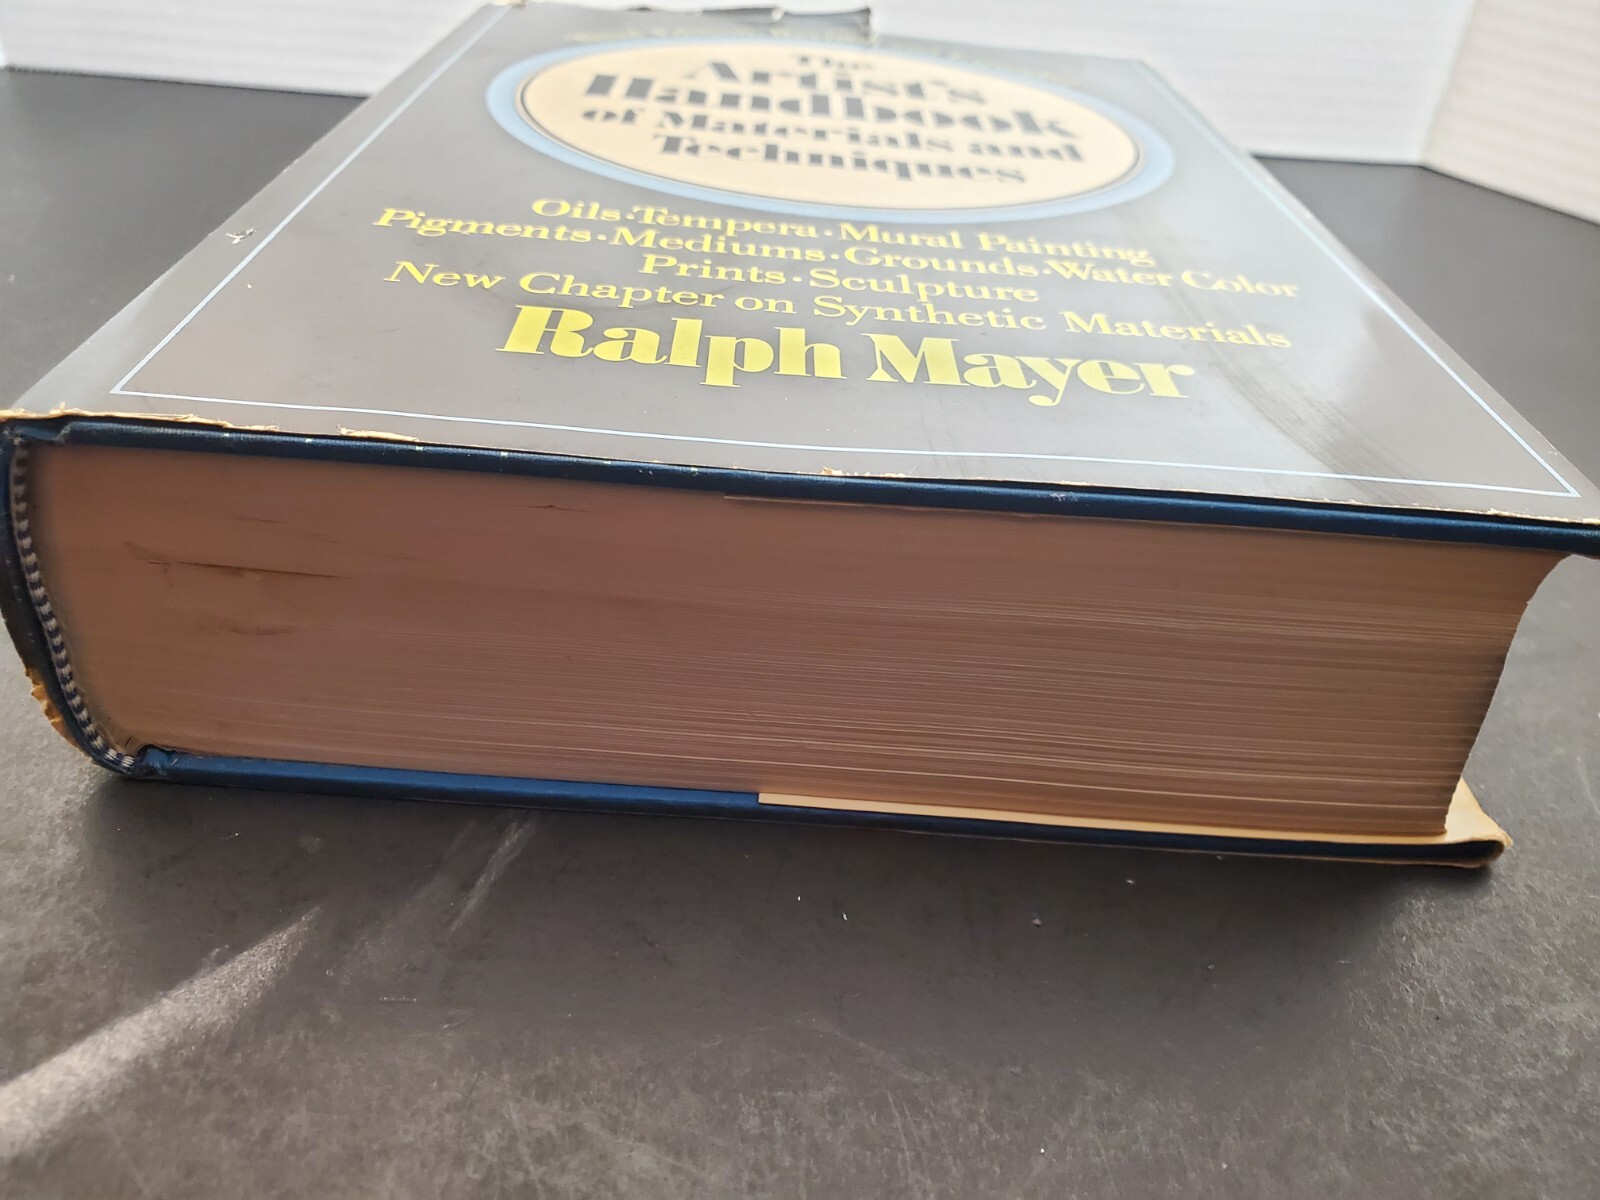 The
Artist's
Handbook
of Materials and
Techniques
Oils·Tempera·Mural Painting
Pigments·Mediums·Grounds·Water Color
Prints·Sculpture
New Chapter on Synthetic Materials
Ralph Mayer